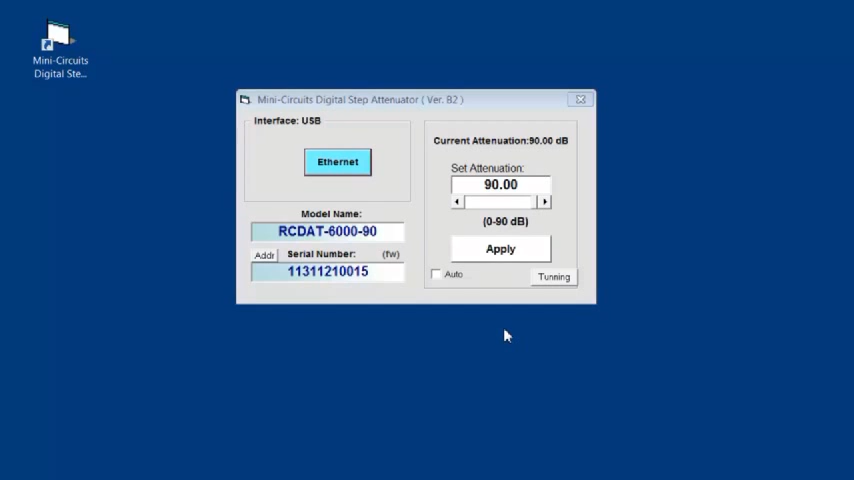 Mini-Circuits
Digital Ste...
Mini-Circuits Digital Step Attenuator ( Ver. B2 )
Interface: USB
Ethernet
Model Name:
RCDAT-6000-90
Addr Serial Number: (fw)
11311210015
Current Attenuation:90.00 dB
Set Attenuation:
90.00
(0-90 dB)
Apply
Auto
Tunning